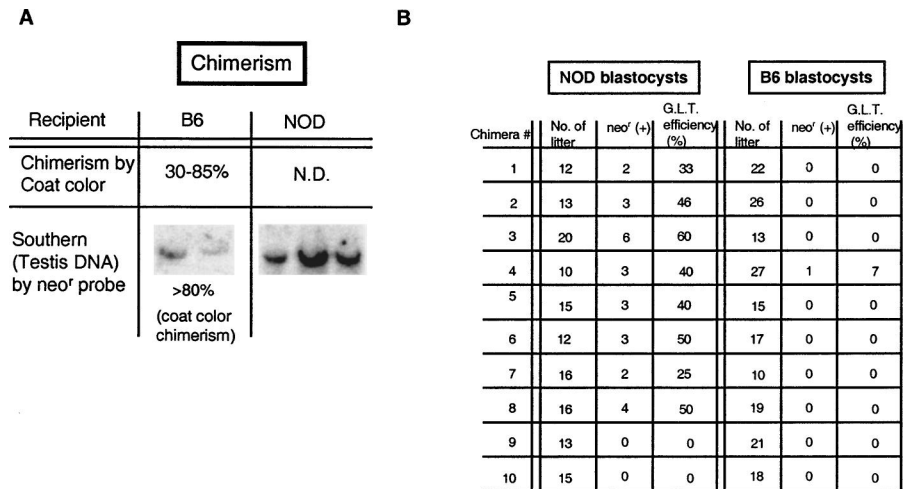 A
Chimerism
Recipient B6 NOD
Chimerism by
Coat color
30-85% N.D.
Southern
(Testis DNA)
by neoʳ probe
>80%
(coat color
chimerism)
B
NOD blastocysts B6 blastocysts
Chimera # No. of litter neoʳ (+) G.L.T. efficiency (%) No. of litter neoʳ (+) G.L.T. efficiency (%)
1 12 2 33 22 0 0
2 13 3 46 26 0 0
3 20 6 60 13 0 0
4 10 3 40 27 1 7
5 15 3 40 15 0 0
6 12 3 50 17 0 0
7 16 2 25 10 0 0
8 16 4 50 19 0 0
9 13 0 0 21 0 0
10 15 0 0 18 0 0